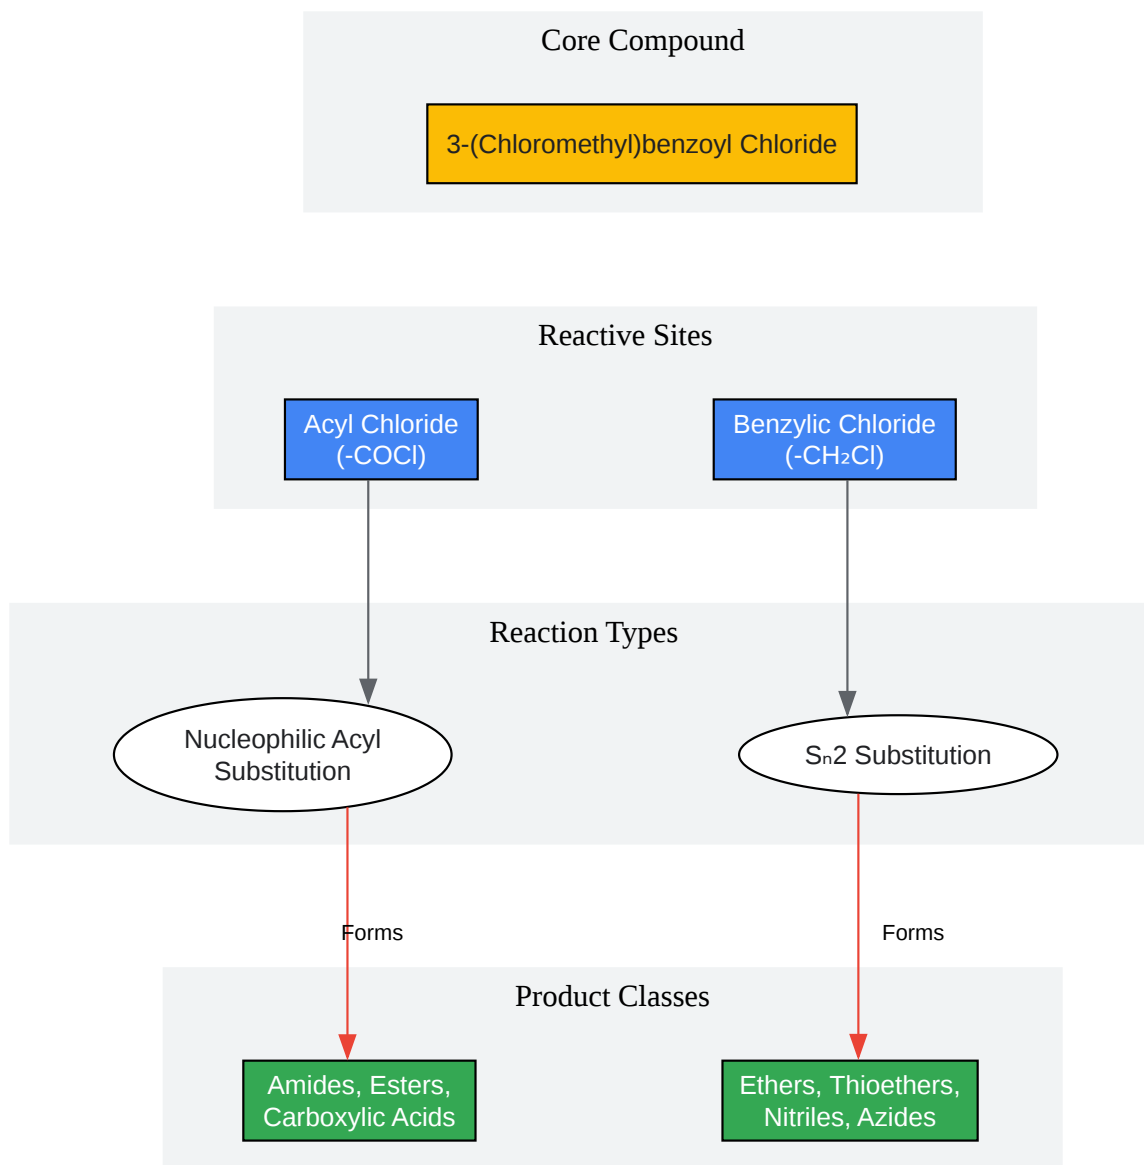 Core Compound
3-(Chloromethyl)benzoyl Chloride
Reactive Sites
Acyl Chloride
(-COCl)
Benzylic Chloride
(-CH₂Cl)
Reaction Types
Nucleophilic Acyl
Substitution
Sₙ2 Substitution
Forms
Forms
Product Classes
Amides, Esters,
Carboxylic Acids
Ethers, Thioethers,
Nitriles, Azides